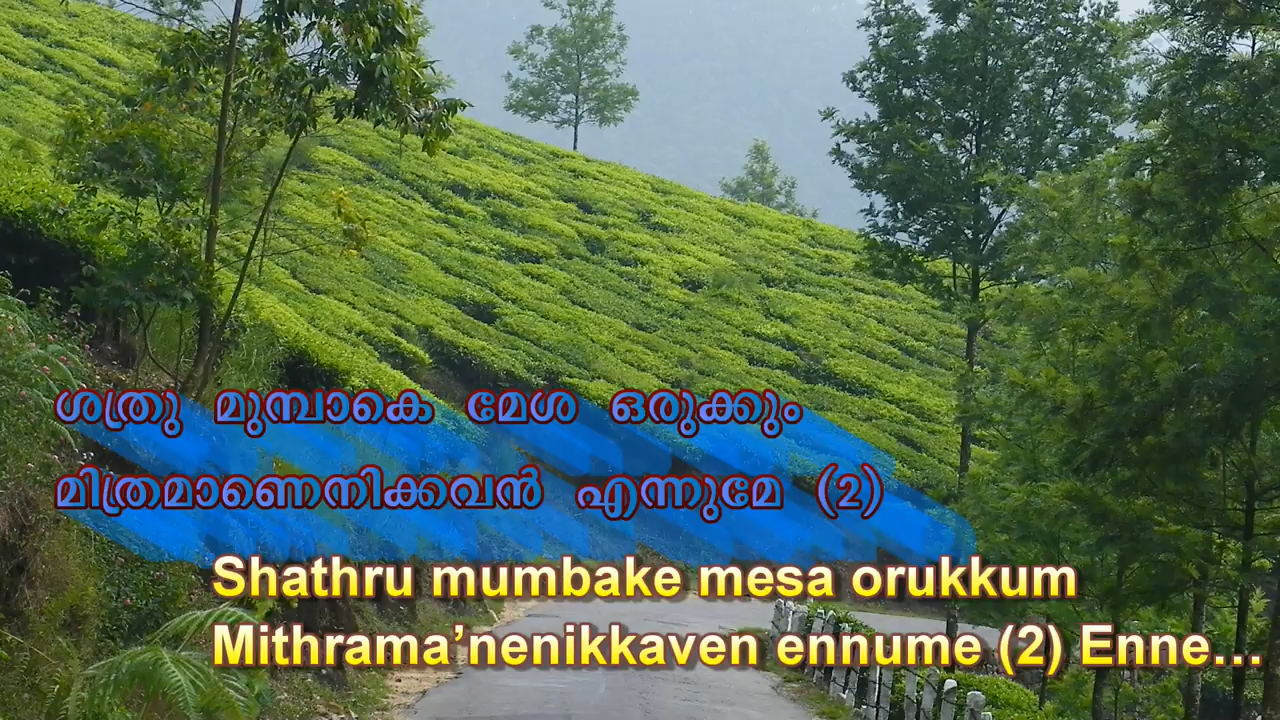 ശത്രു മുമ്പാകെ മേശ ഒരുക്കും
മിത്രമാണെനിക്കവൻ എന്നുമേ (2)
Shathru mumbake mesa orukkum
Mithrama’nenikkaven ennume (2) Enne...